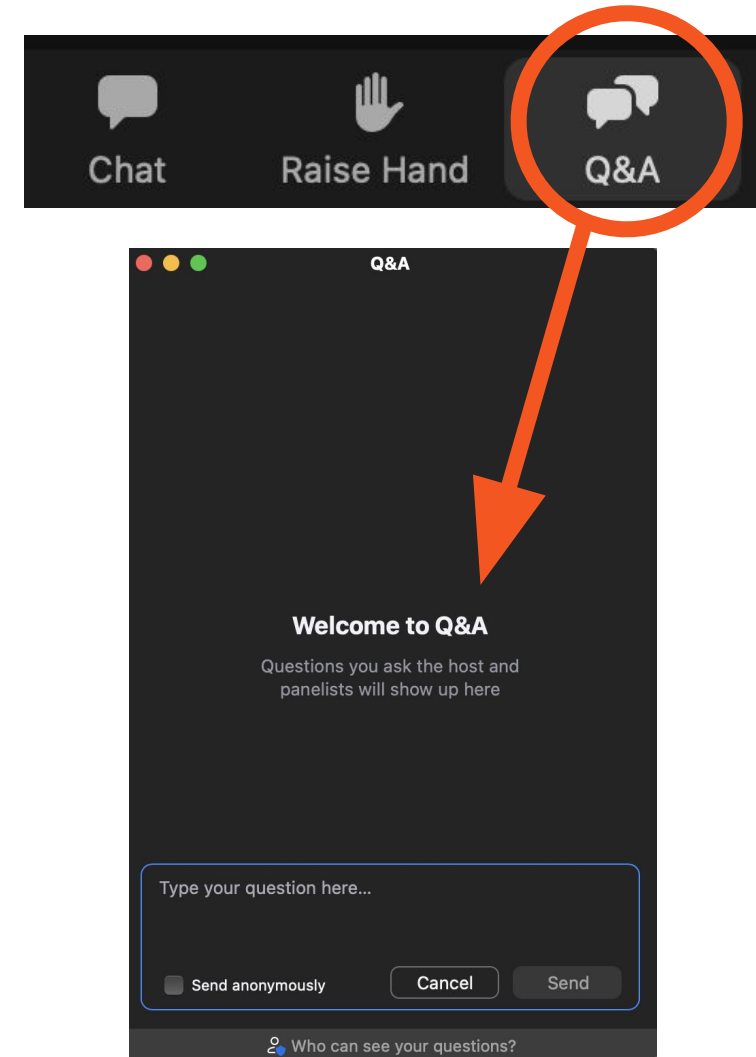 Chat Raise Hand Q&A
Q&A
Welcome to Q&A
Questions you ask the host and
panelists will show up here
Type your question here...
Send anonymously Cancel Send
Who can see your questions?